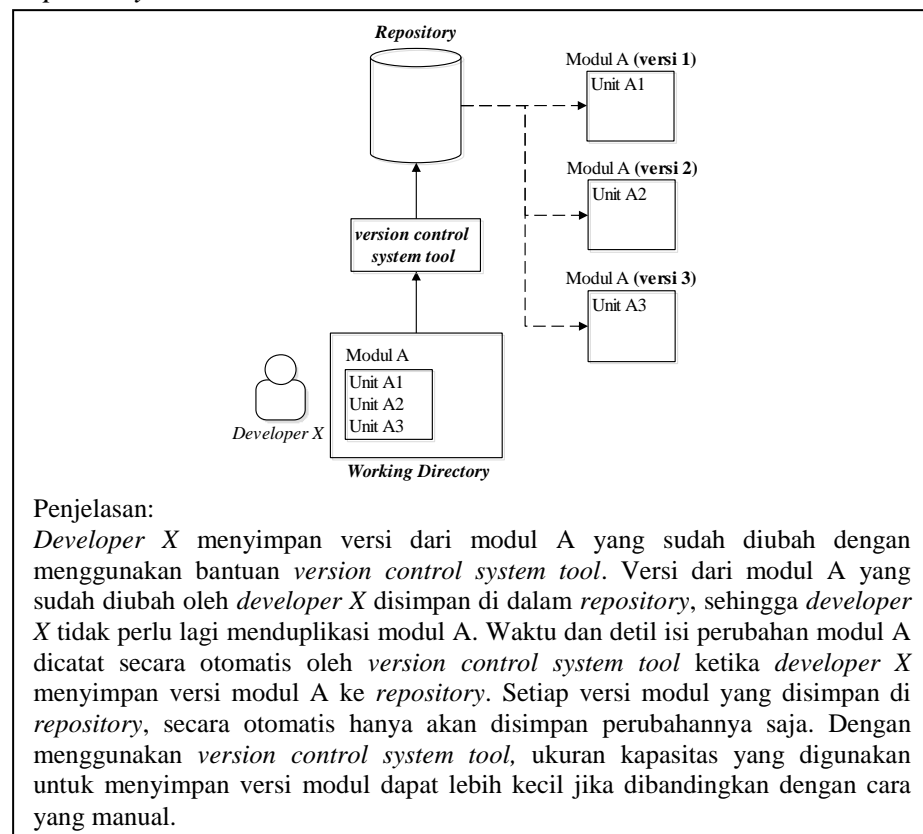 Repository
Modul A (versi 1)
Unit A1
Modul A (versi 2)
Unit A2
version control
system tool
Modul A (versi 3)
Unit A3
Modul A
Unit A1
Unit A2
Unit A3
Developer X
Working Directory
Penjelasan:
Developer X menyimpan versi dari modul A yang sudah diubah dengan
menggunakan bantuan version control system tool. Versi dari modul A yang
sudah diubah oleh developer X disimpan di dalam repository, sehingga developer
X tidak perlu lagi menduplikasi modul A. Waktu dan detil isi perubahan modul A
dicatat secara otomatis oleh version control system tool ketika developer X
menyimpan versi modul A ke repository. Setiap versi modul yang disimpan di
repository, secara otomatis hanya akan disimpan perubahannya saja. Dengan
menggunakan version control system tool, ukuran kapasitas yang digunakan
untuk menyimpan versi modul dapat lebih kecil jika dibandingkan dengan cara
yang manual.